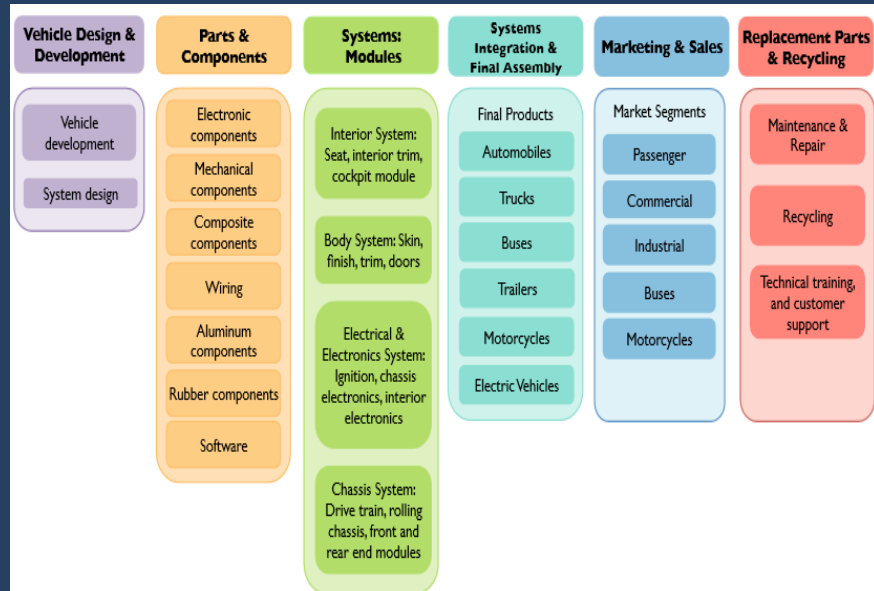 Vehicle Design &
Development
Vehicle
development
System design
Parts &
Components
Electronic
components
Mechanical
components
Composite
components
Wiring
Aluminum
components
Rubber components
Software
Systems:
Modules
Interior System:
Seat, interior trim,
cockpit module
Body System: Skin,
finish, trim, doors
Electrical &
Electronics System:
Ignition, chassis
electronics, interior
electronics
Chassis System:
Drive train, rolling
chassis, front and
rear end modules
Systems
Integration &
Final Assembly
Final Products
Automobiles
Trucks
Buses
Trailers
Motorcycles
Electric Vehicles
Marketing & Sales
Market Segments
Passenger
Commercial
Industrial
Buses
Motorcycles
Replacement Parts
& Recycling
Maintenance &
Repair
Recycling
Technical training,
and customer
support